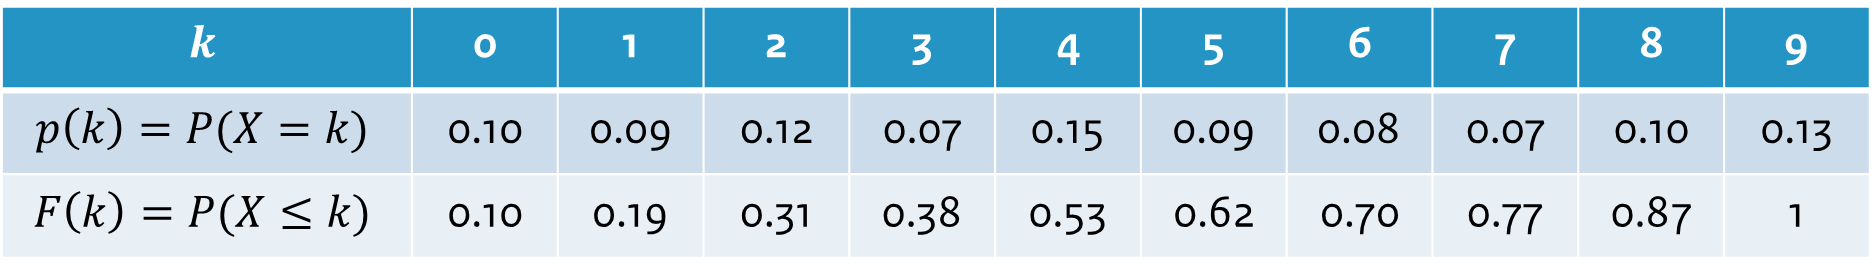 k 0 1 2 3 4 5 6 7 8 9
p(k) = P(X = k) 0.10 0.09 0.12 0.07 0.15 0.09 0.08 0.07 0.10 0.13
F(k) = P(X ≤ k) 0.10 0.19 0.31 0.38 0.53 0.62 0.70 0.77 0.87 1